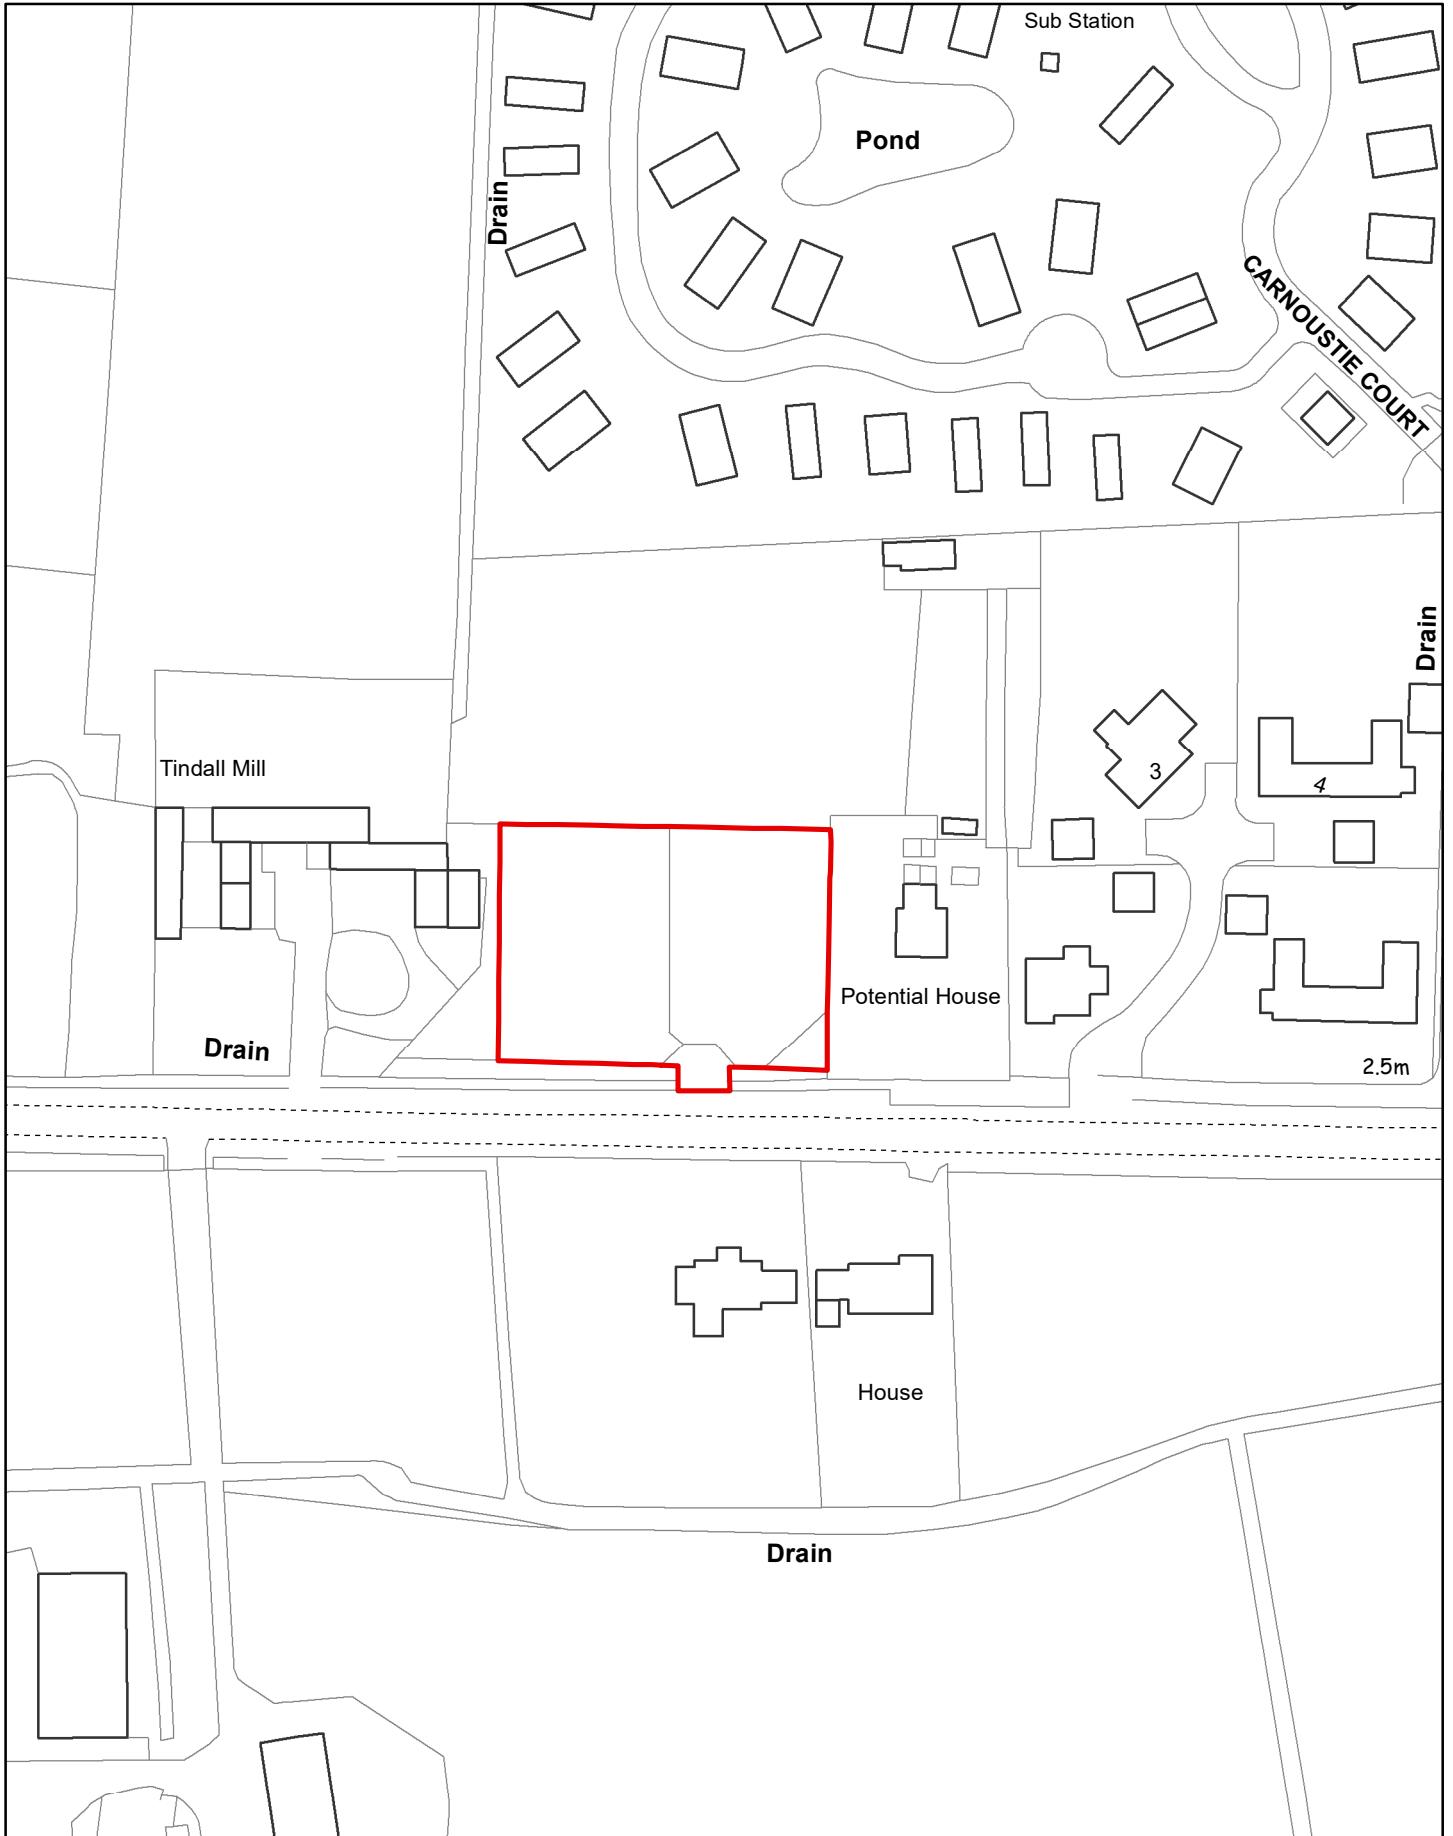 Sub Station
Pond
Drain
CARNOUSTIE COURT
Drain
Tindall Mill
3
4
Potential House
Drain
2.5m
House
Drain